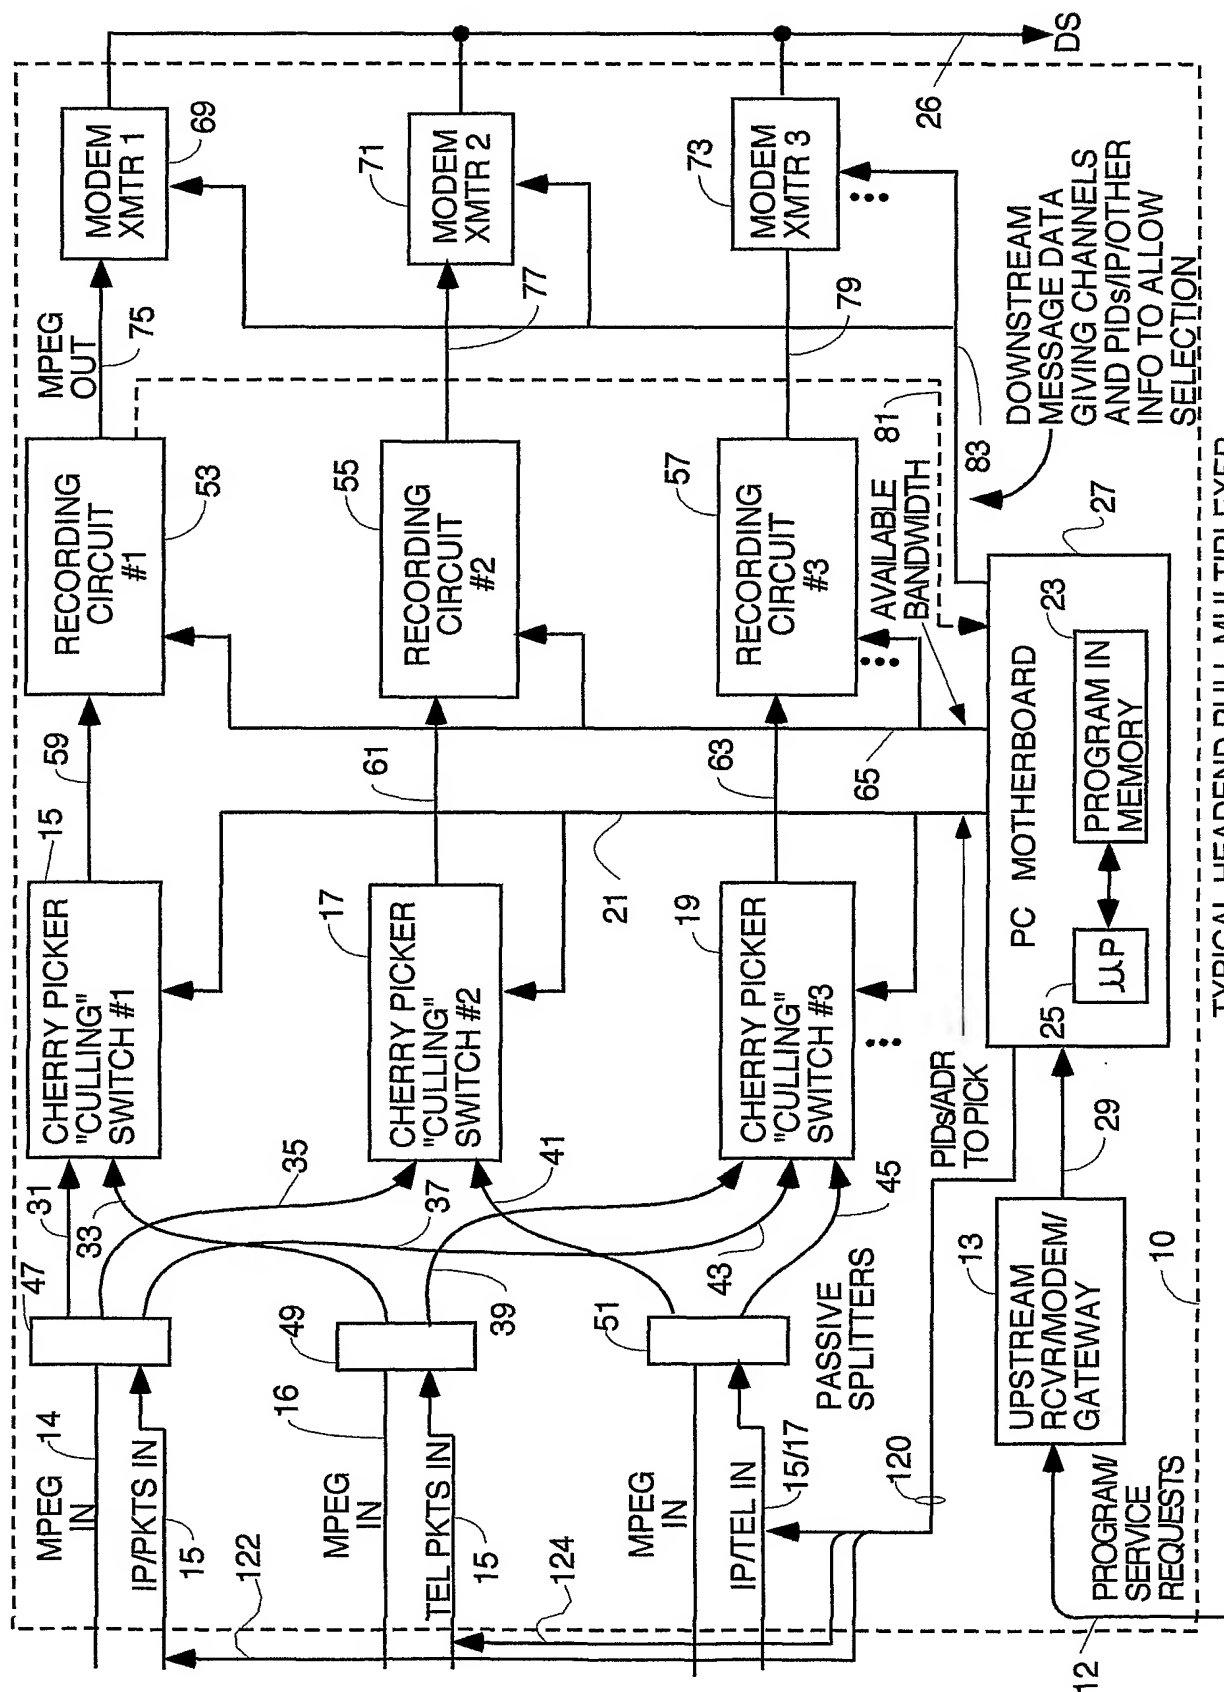 MPEG
IN
14
IP/PKTS IN
15
122
47
31
33
35
CHERRY PICKER
"CULLING"
SWITCH #1
15
59
RECORDING
CIRCUIT
#1
53
MPEG
OUT
75
MODEM
XMTR 1
69
MPEG
IN
16
TEL PKTS IN
15
124
49
39
37
41
CHERRY PICKER
"CULLING"
SWITCH #2
17
61
RECORDING
CIRCUIT
#2
55
77
MODEM
XMTR 2
71
MPEG
IN
IP/TEL IN
15/17
51
43
45
PASSIVE
SPLITTERS
CHERRY PICKER
"CULLING"
SWITCH #3
19
21
63
65
RECORDING
CIRCUIT
#3
57
79
MODEM
XMTR 3
73
26
DS
AVAILABLE
BANDWIDTH
81
83
DOWNSTREAM
MESSAGE DATA
GIVING CHANNELS
AND PIDs/IP/OTHER
INFO TO ALLOW
SELECTION
120
PIDs/ADR
TO PICK
PROGRAM/
SERVICE
REQUESTS
12
UPSTREAM
RCVR/MODEM/
GATEWAY
13
29
10
PC MOTHERBOARD
27
25
µP
PROGRAM IN
MEMORY
23
TYPICAL HEADEND PULL MULTIPLEXER